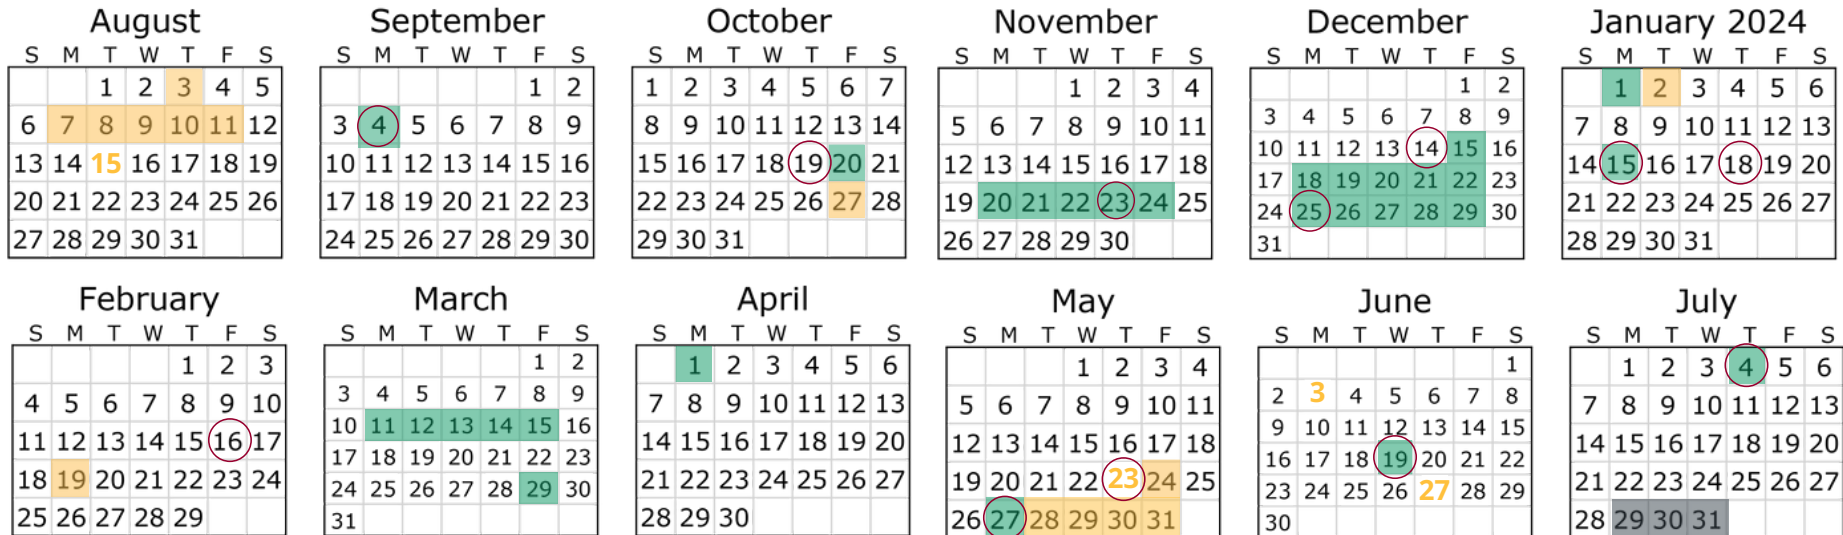 August
S M T W T F S
1 2 3 4 5
6 7 8 9 10 11 12
13 14 15 16 17 18 19
20 21 22 23 24 25 26
27 28 29 30 31
September
S M T W T F S
1 2
3 4 5 6 7 8 9
10 11 12 13 14 15 16
17 18 19 20 21 22 23
24 25 26 27 28 29 30
October
S M T W T F S
1 2 3 4 5 6 7
8 9 10 11 12 13 14
15 16 17 18 19 20 21
22 23 24 25 26 27 28
29 30 31
November
S M T W T F S
1 2 3 4
5 6 7 8 9 10 11
12 13 14 15 16 17 18
19 20 21 22 23 24 25
26 27 28 29 30
December
S M T W T F S
1 2
3 4 5 6 7 8 9
10 11 12 13 14 15 16
17 18 19 20 21 22 23
24 25 26 27 28 29 30
31
January 2024
S M T W T F S
1 2 3 4 5 6
7 8 9 10 11 12 13
14 15 16 17 18 19 20
21 22 23 24 25 26 27
28 29 30 31
February
S M T W T F S
1 2 3
4 5 6 7 8 9 10
11 12 13 14 15 16 17
18 19 20 21 22 23 24
25 26 27 28 29
March
S M T W T F S
1 2
3 4 5 6 7 8 9
10 11 12 13 14 15 16
17 18 19 20 21 22 23
24 25 26 27 28 29 30
31
April
S M T W T F S
1 2 3 4 5 6
7 8 9 10 11 12 13
14 15 16 17 18 19 20
21 22 23 24 25 26 27
28 29 30
May
S M T W T F S
1 2 3 4
5 6 7 8 9 10 11
12 13 14 15 16 17 18
19 20 21 22 23 24 25
26 27 28 29 30 31
June
S M T W T F S
1
2 3 4 5 6 7 8
9 10 11 12 13 14 15
16 17 18 19 20 21 22
23 24 25 26 27 28 29
30
July
S M T W T F S
1 2 3 4 5 6
7 8 9 10 11 12 13
14 15 16 17 18 19 20
21 22 23 24 25 26 27
28 29 30 31